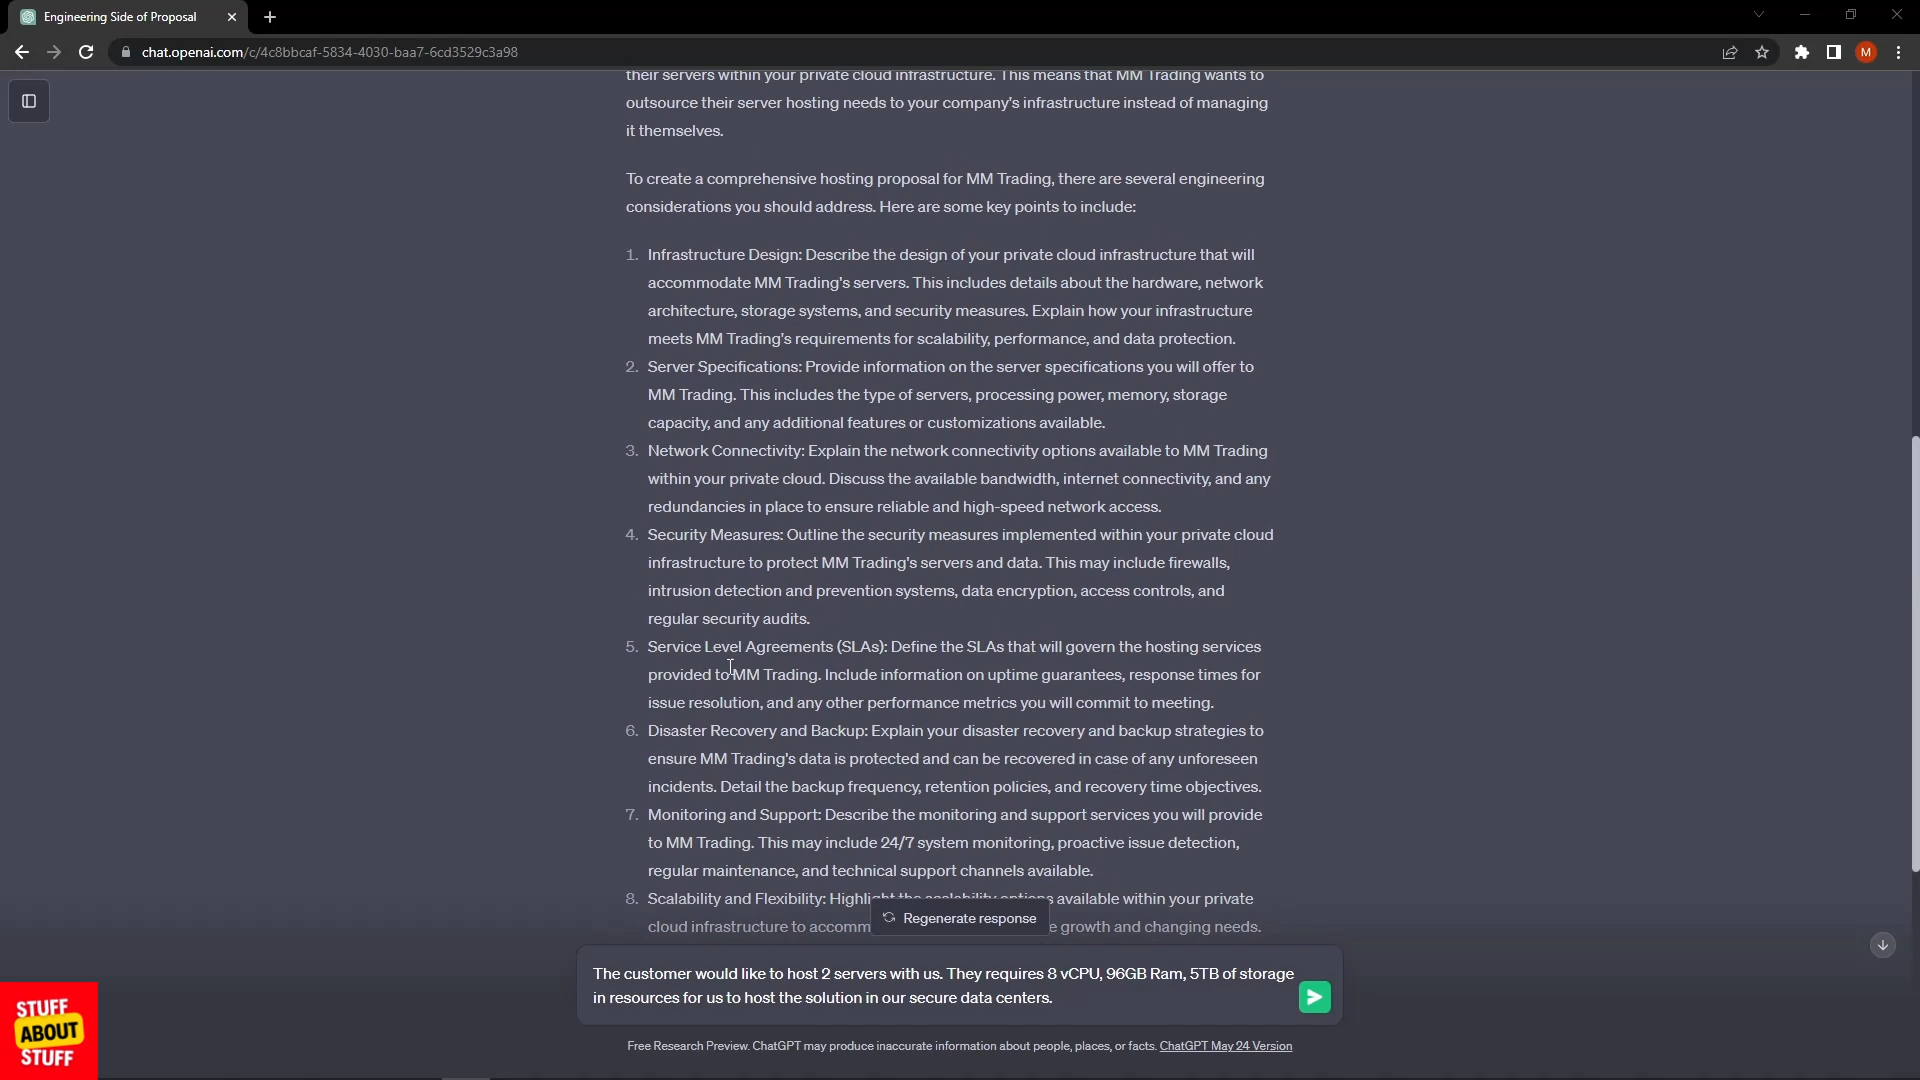 Engineering Side of Proposal
chat.openai.com/c/4c8bbcaf-5834-4030-baa7-6cd3529c3a98
M
their servers within your private cloud infrastructure. This means that MM Trading wants to
outsource their server hosting needs to your company's infrastructure instead of managing
it themselves.
To create a comprehensive hosting proposal for MM Trading, there are several engineering
considerations you should address. Here are some key points to include:
1. Infrastructure Design: Describe the design of your private cloud infrastructure that will
accommodate MM Trading's servers. This includes details about the hardware, network
architecture, storage systems, and security measures. Explain how your infrastructure
meets MM Trading's requirements for scalability, performance, and data protection.
2. Server Specifications: Provide information on the server specifications you will offer to
MM Trading. This includes the type of servers, processing power, memory, storage
capacity, and any additional features or customizations available.
3. Network Connectivity: Explain the network connectivity options available to MM Trading
within your private cloud. Discuss the available bandwidth, internet connectivity, and any
redundancies in place to ensure reliable and high-speed network access.
4. Security Measures: Outline the security measures implemented within your private cloud
infrastructure to protect MM Trading's servers and data. This may include firewalls,
intrusion detection and prevention systems, data encryption, access controls, and
regular security audits.
5. Service Level Agreements (SLAs): Define the SLAs that will govern the hosting services
provided to MM Trading. Include information on uptime guarantees, response times for
issue resolution, and any other performance metrics you will commit to meeting.
6. Disaster Recovery and Backup: Explain your disaster recovery and backup strategies to
ensure MM Trading's data is protected and can be recovered in case of any unforeseen
incidents. Detail the backup frequency, retention policies, and recovery time objectives.
7. Monitoring and Support: Describe the monitoring and support services you will provide
to MM Trading. This may include 24/7 system monitoring, proactive issue detection,
regular maintenance, and technical support channels available.
8. Scalability and Flexibility: Highlight the scalability options available within your private
cloud infrastructure to accomm e growth and changing needs.
Regenerate response
The customer would like to host 2 servers with us. They requires 8 vCPU, 96GB Ram, 5TB of storage
in resources for us to host the solution in our secure data centers.
Free Research Preview. ChatGPT may produce inaccurate information about people, places, or facts. ChatGPT May 24 Version
STUFF
ABOUT
STUFF